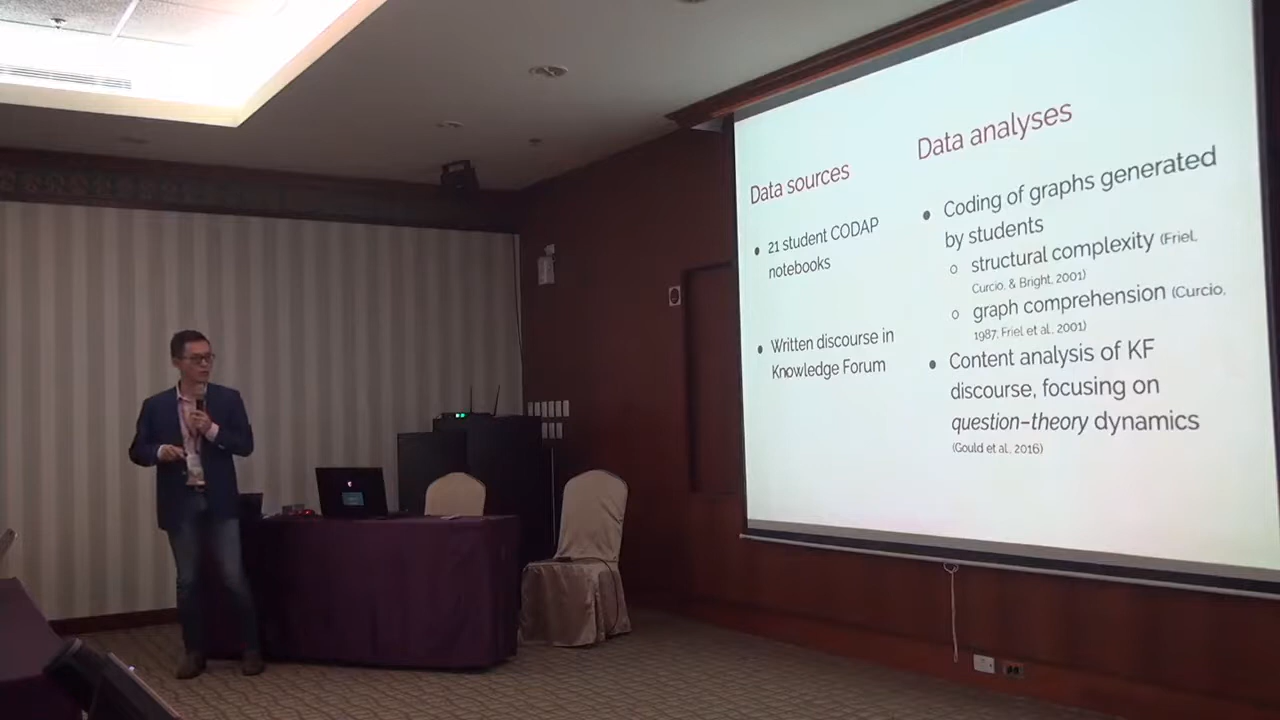 Data sources
21 student CODAP
notebooks
Written discourse in
Knowledge Forum
Data analyses
Coding of graphs generated
by students
structural complexity (Friel,
Curcio, & Bright, 2001)
graph comprehension (Curcio,
1987; Friel et al., 2001)
Content analysis of KF
discourse, focusing on
question–theory dynamics
(Gould et al., 2016)